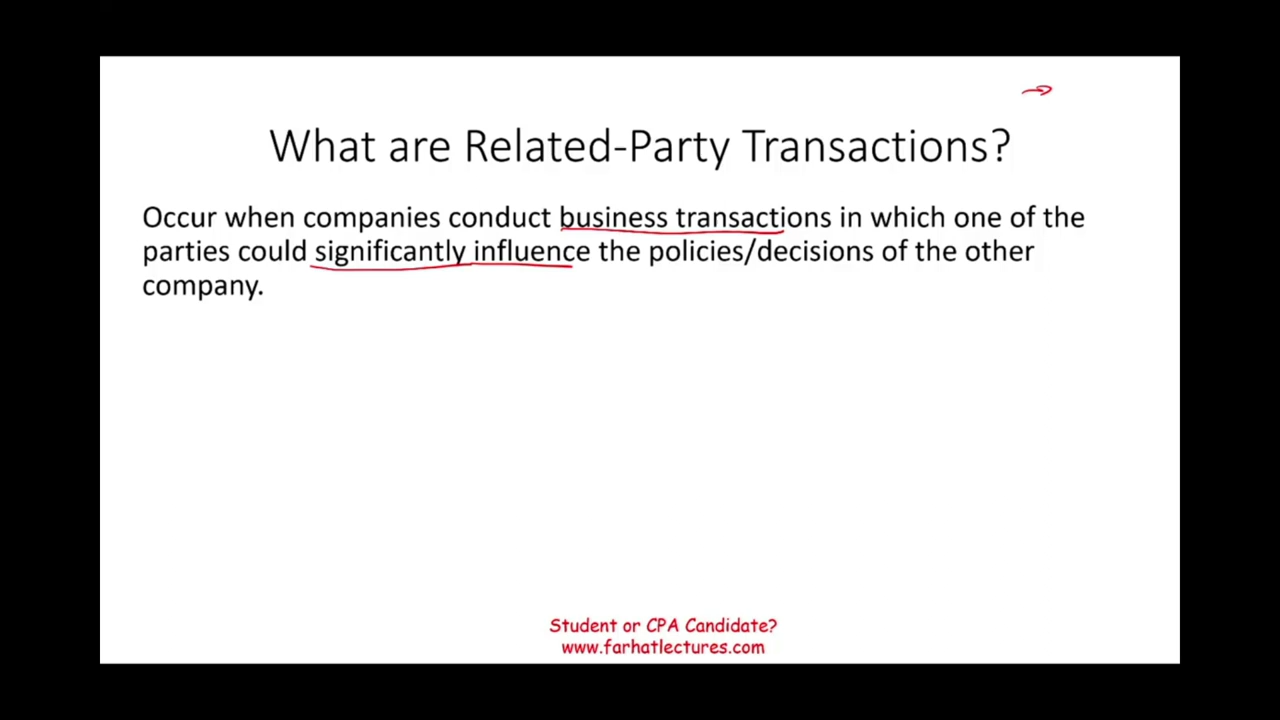 What are Related-Party Transactions?
Occur when companies conduct business transactions in which one of the
parties could significantly influence the policies/decisions of the other
company.
Student or CPA Candidate?
www.farhatlectures.com